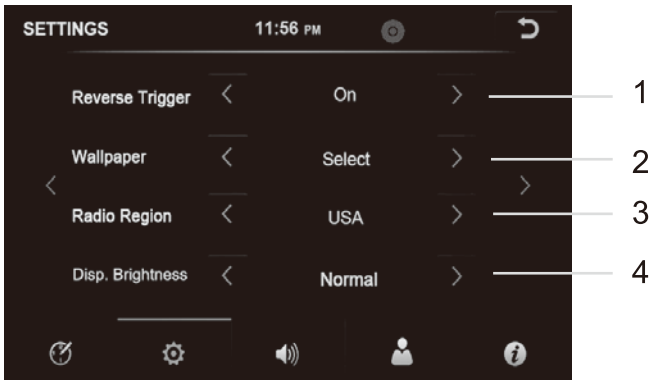 SETTINGS 11:56 PM
Reverse Trigger On 1
Wallpaper Select 2
Radio Region USA 3
Disp. Brightness Normal 4